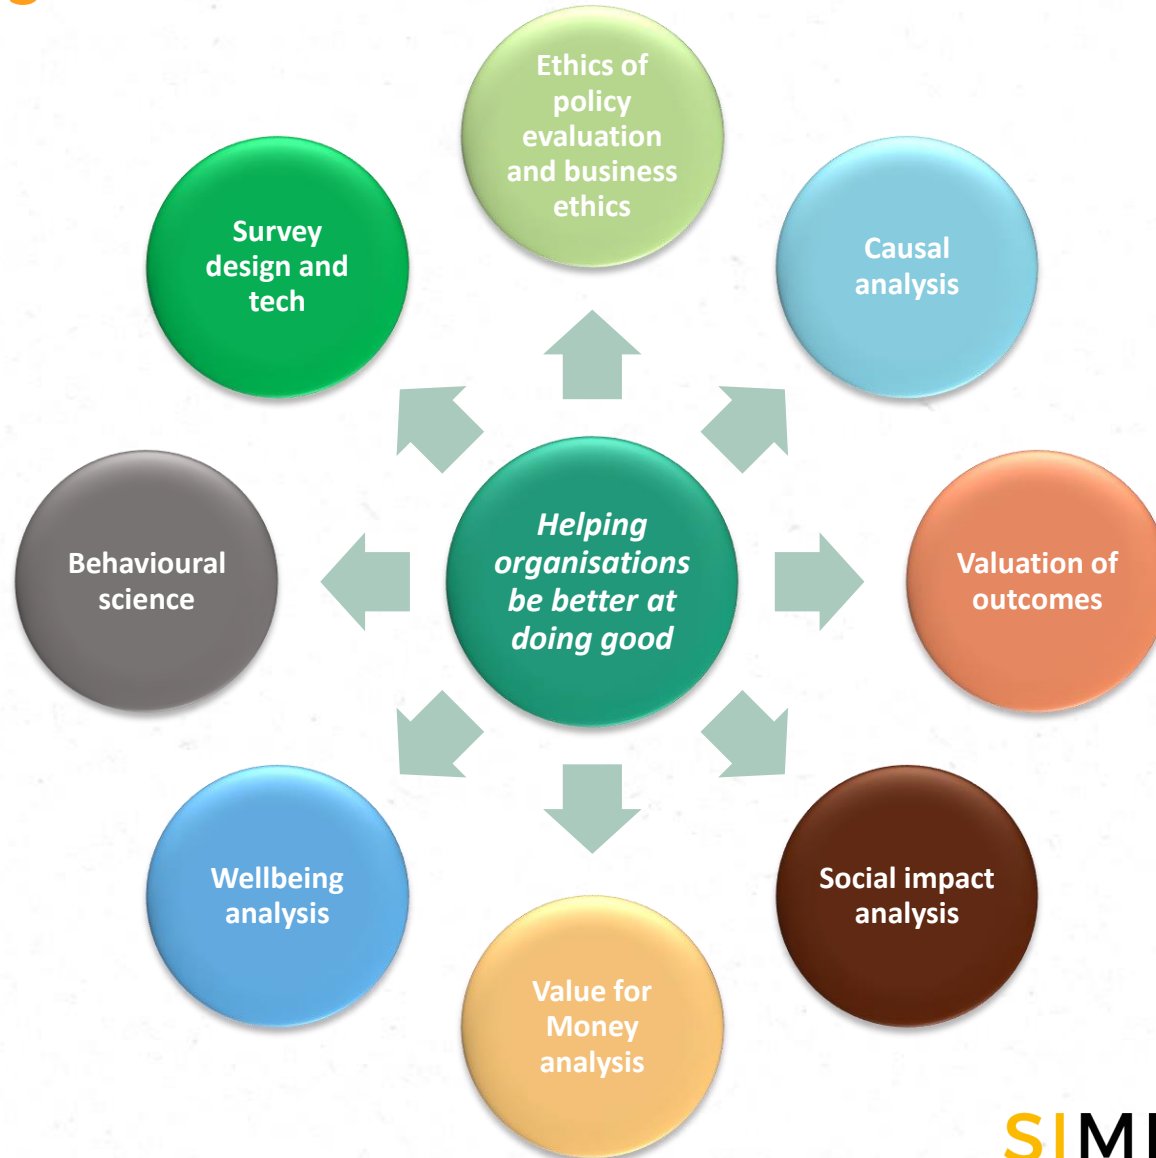 Ethics of
policy
evaluation
and business
ethics
Causal
analysis
Valuation of
outcomes
Social impact
analysis
Value for
Money
analysis
Wellbeing
analysis
Behavioural
science
Survey
design and
tech
Helping
organisations
be better at
doing good